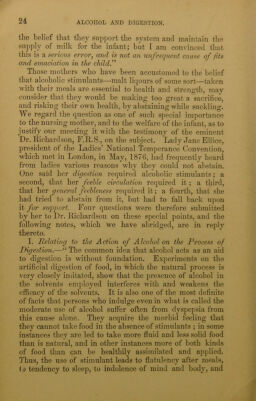 24 ALCOHOL AND DIGESTION.
the belief that they support the system and maintain the
supply of milk for the infant; but I am convinced that
this is a serious error, and is not an unfrequent cause of fits
and emaciation in the child."
Those mothers who have been accustomed to the belief
that alcoholic stimulants—malt liquors of some sort—taken
with their meals are essential to health and strength, may
consider that they would be making too great a sacrifice,
and risking their own health, by abstaining while suckling.
We regard the question as one of such special importance
to the nursing mother, and to the welfare of the infant, as to
justify our meeting it with the testimony of the eminent
Dr. Richardson, F.R.S., on the subject. Lady Jane Ellice,
president of the Ladies' National Temperance Convention,
which met in London, in May, 1876, had frequently heard
from ladies various reasons why they could not abstain.
One said her digestion required alcoholic stimulants; a
second, that her feeble circulation required it; a third,
that her general feebleness required it; a fourth, that she
had tried to abstain from it, but had to fall back upon
it for support. Four questions were therefore submitted
by her to Dr. Richardson on these special points, and the
following notes, which we have abridged, are in reply
thereto.
1. Relating to the Action of Alcohol on the Process of
Digestion.—"The common idea that alcohol acts as an aid
to digestion is without foundation. Experiments on the
artificial digestion of food, in which the natural process is
very closely imitated, show that the presence of alcohol in
the solvents employed interferes with and weakens the
efficacy of the solvents. It is also one of the most definite
of facts that persons who indulge even in what is called the
moderate use of alcohol suffer often from dyspepsia from
this cause alone. They acquire the morbid feeling that
they cannot take food in the absence of stimulants; in some
instances they are led to take more fluid and less solid food
than is natural, and in other instances more of both kinds
of food than can be healthily assimilated and applied.
Thus, the use of stimulant leads to flatulency after meals,
to tendency to sleep, to indolence of mind and body, and